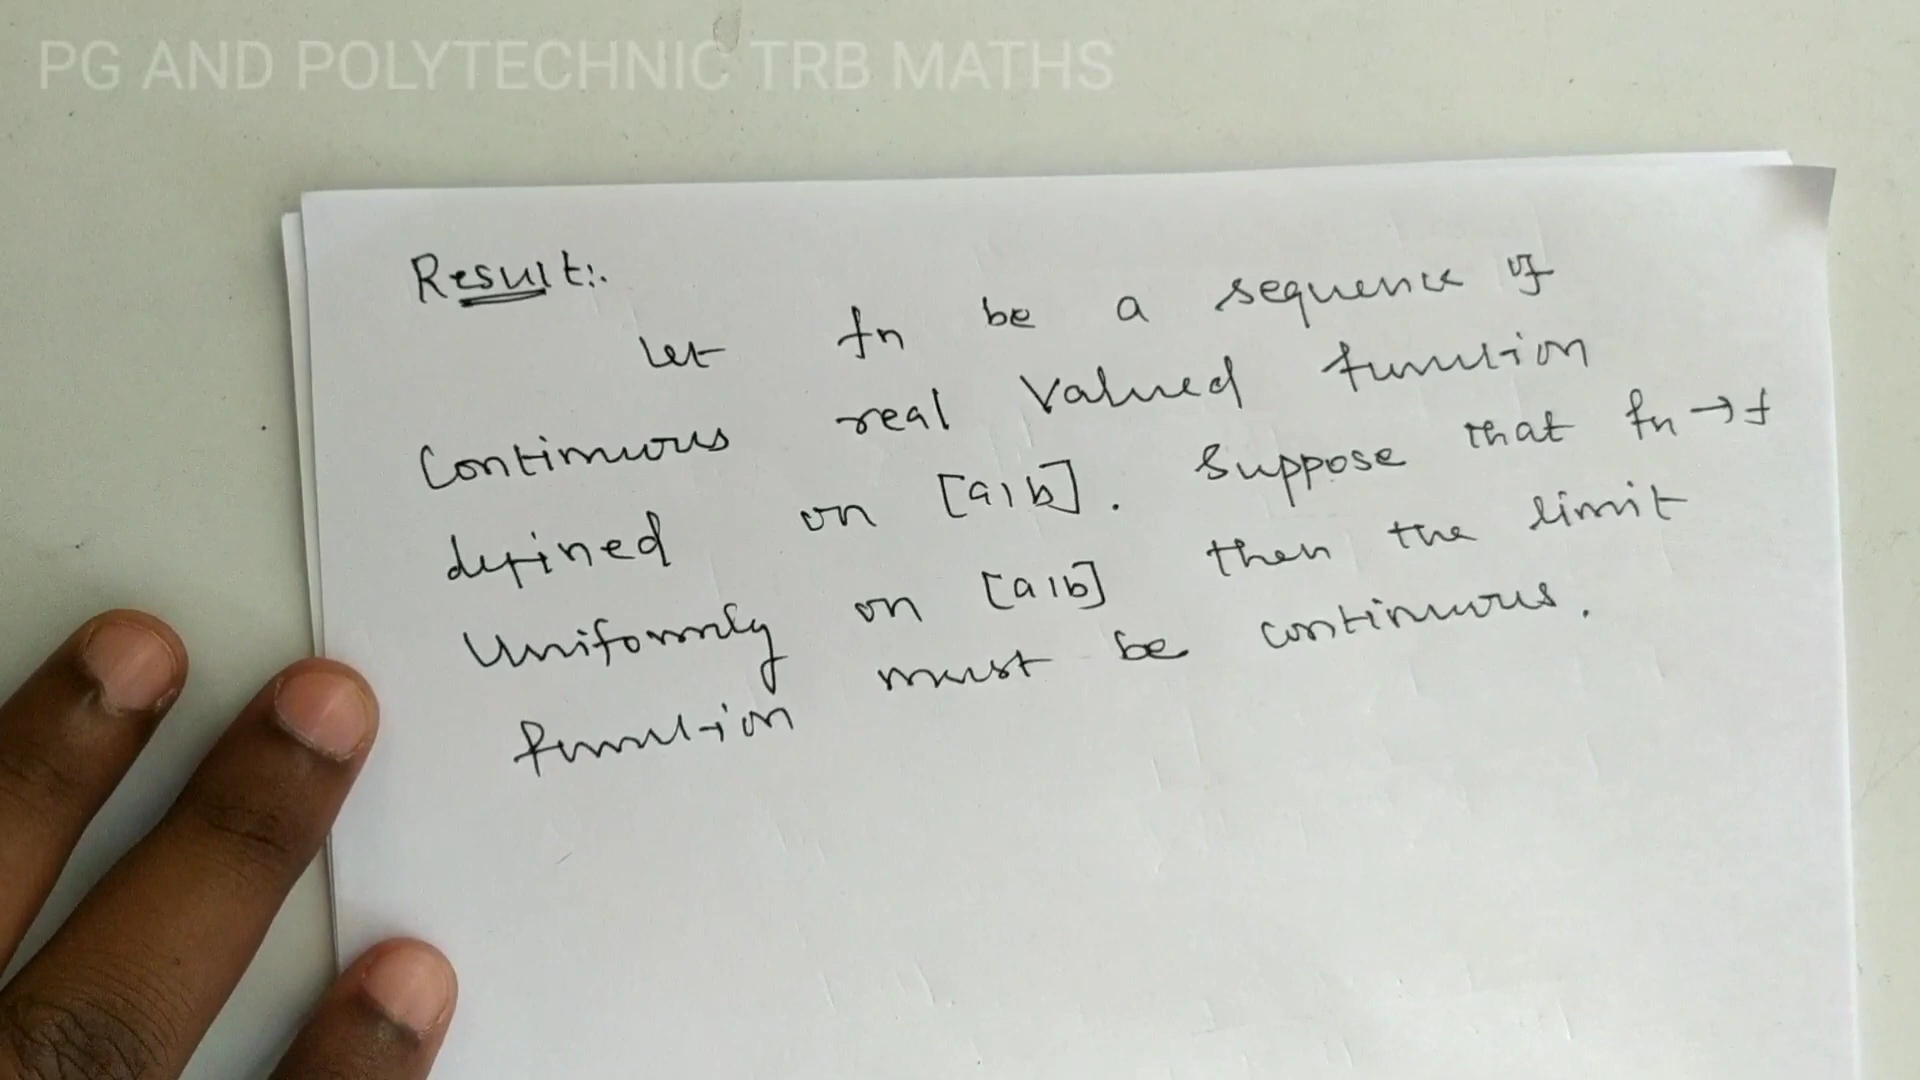 PG AND POLYTECHNIC TRB MATHS
Result:.
Let fn be a sequence of
Continuous real valued function
defined on [a,b]. Suppose that fn → f
Uniformly on [a,b] then the limit
function must be continuous.